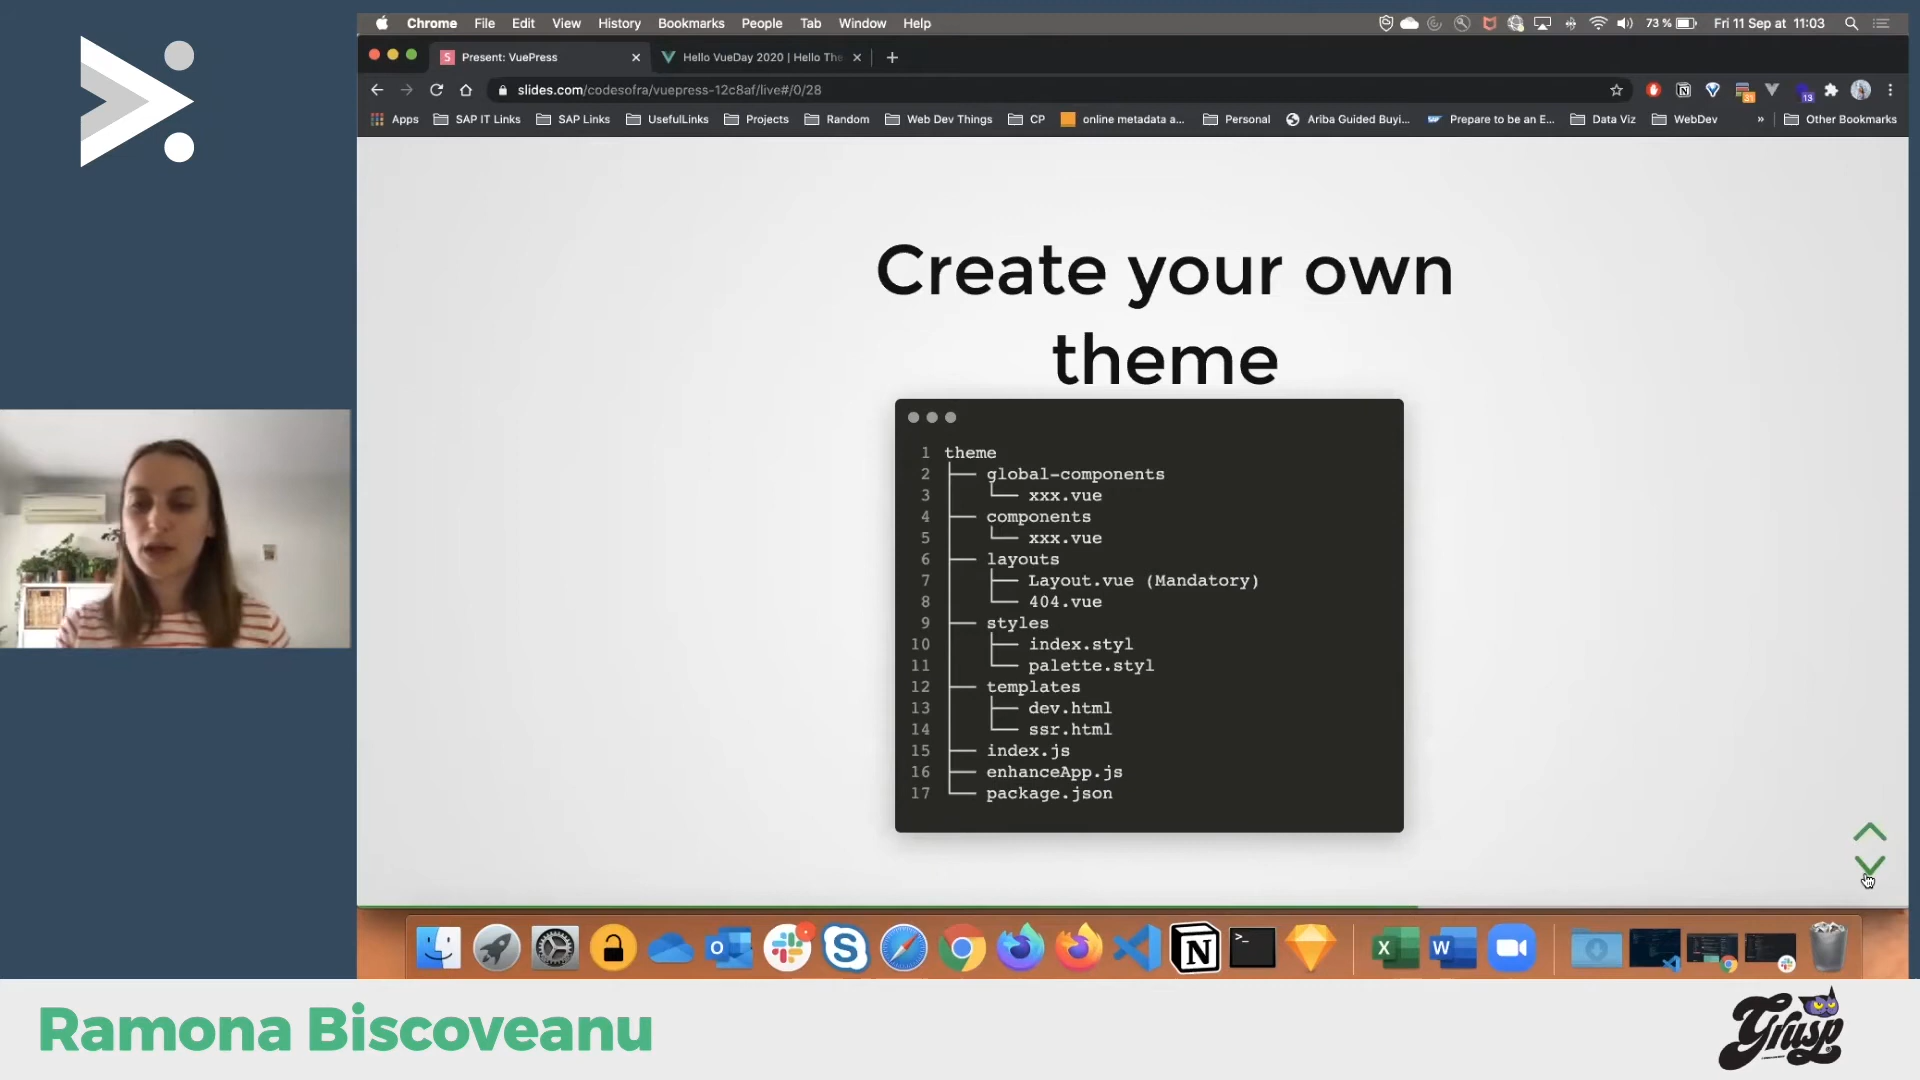 Chrome File Edit View History Bookmarks People Tab Window Help 73 % Fri 11 Sep at 11:03
Present: VuePress Hello VueDay 2020 | Hello The
slides.com/codesofra/vuepress-12c8af/live#/0/28
Apps SAP IT Links SAP Links UsefulLinks Projects Random Web Dev Things CP online metadata a... Personal Ariba Guided Buyi... Prepare to be an E... Data Viz WebDev » Other Bookmarks
Create your own
theme
1 theme
2 ├── global-components
3 │ └── xxx.vue
4 ├── components
5 │ └── xxx.vue
6 ├── layouts
7 │ ├── Layout.vue (Mandatory)
8 │ └── 404.vue
9 ├── styles
10 │ ├── index.styl
11 │ └── palette.styl
12 ├── templates
13 │ ├── dev.html
14 │ └── ssr.html
15 ├── index.js
16 ├── enhanceApp.js
17 └── package.json
Ramona Biscoveanu
Grusp